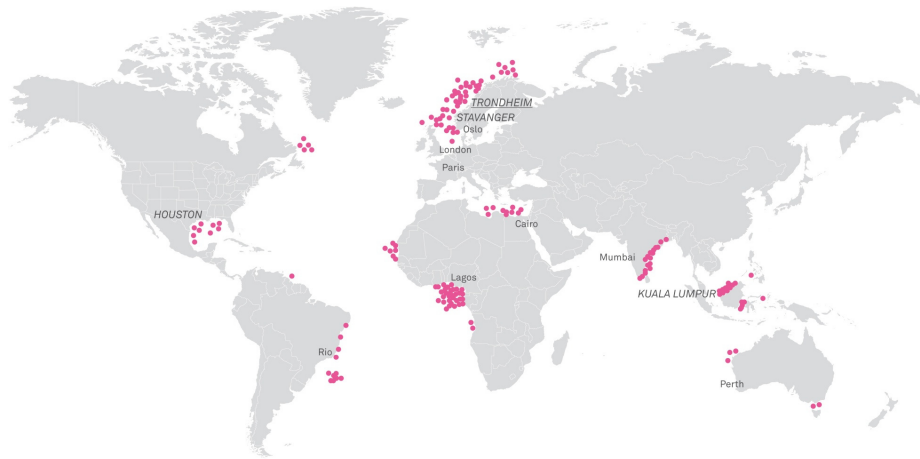 TRONDHEIM
STAVANGER
Oslo
London
Paris
HOUSTON
Cairo
Mumbai
Lagos
KUALA LUMPUR
Rio
Perth